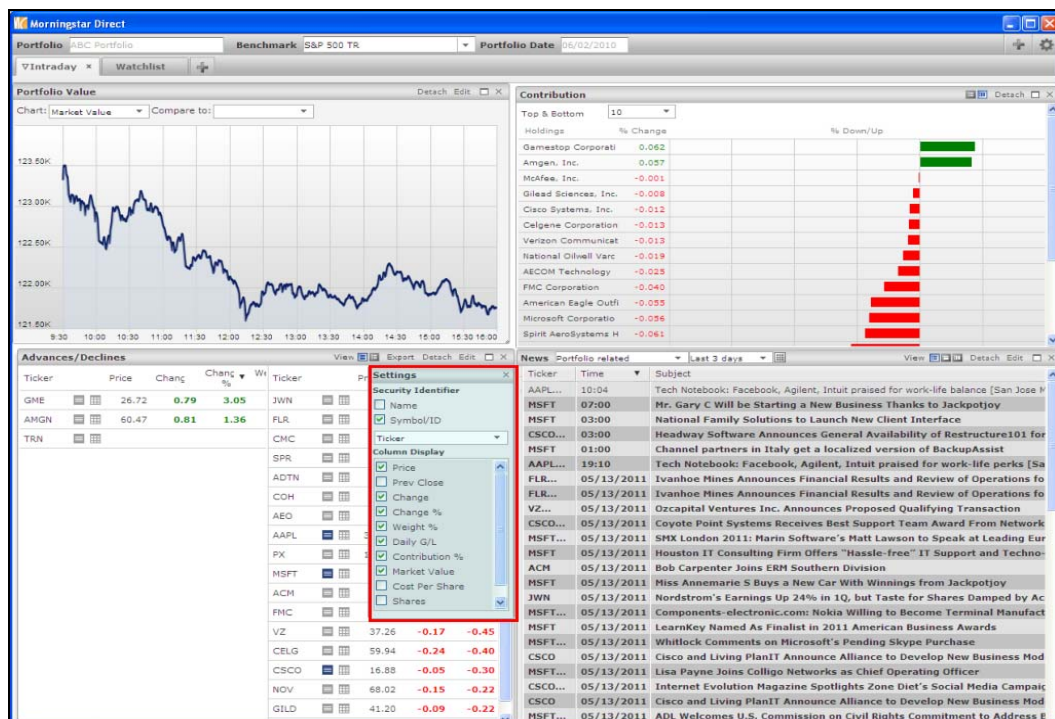 Morningstar Direct
Portfolio ABC Portfolio Benchmark S&P 500 TR Portfolio Date 06/02/2010
Intraday × Watchlist
Portfolio Value Detach Edit
Chart: Market Value Compare to:
123.50K
123.00K
122.50K
122.00K
121.50K
9:30 10:00 10:30 11:00 11:30 12:00 12:30 13:00 13:30 14:00 14:30 15:00 15:30 16:00
Contribution Detach
Top & Bottom 10
Holdings % Change % Down/Up
Gamestop Corporati 0.062
Amgen, Inc. 0.057
McAfee, Inc. -0.001
Gilead Sciences, Inc. -0.008
Cisco Systems, Inc. -0.012
Celgene Corporation -0.013
Verizon Communicat -0.013
National Oilwell Varc -0.019
AECOM Technology -0.025
FMC Corporation -0.040
American Eagle Outfi -0.055
Microsoft Corporatio -0.056
Spirit AeroSystems H -0.061
Advances/Declines View Export Detach Edit
Ticker Price Chang Chang % We
GME 26.72 0.79 3.05
AMGN 60.47 0.81 1.36
TRN
Ticker Pr
JWN
FLR
CMC
SPR
ADTN
COH
AEO
AAPL 3
PX 1
MSFT
ACM
FMC
VZ 37.26 -0.17 -0.45
CELG 59.94 -0.24 -0.40
CSCO 16.88 -0.05 -0.30
NOV 68.02 -0.15 -0.22
GILD 41.20 -0.09 -0.22
Settings
Security Identifier
Name
Symbol/ID
Ticker
Column Display
Price
Prev Close
Change
Change %
Weight %
Daily G/L
Contribution %
Market Value
Cost Per Share
Shares
News Portfolio related Last 3 days View Detach Edit
Ticker Time Subject
AAPL... 10:04 Tech Notebook: Facebook, Agilent, Intuit praised for work-life balance [San Jose M
MSFT 07:00 Mr. Gary C Will be Starting a New Business Thanks to Jackpotjoy
MSFT 03:00 National Family Solutions to Launch New Client Interface
CSCO... 03:00 Headway Software Announces General Availability of Restructure101 for
MSFT 01:00 Channel partners in Italy get a localized version of BackupAssist
AAPL... 19:10 Tech Notebook: Facebook, Agilent, Intuit praised for work-life perks [Sa
FLR... 05/13/2011 Ivanhoe Mines Announces Financial Results and Review of Operations fo
FLR... 05/13/2011 Ivanhoe Mines Announces Financial Results and Review of Operations fo
VZ... 05/13/2011 Ozcapital Ventures Inc. Announces Proposed Qualifying Transaction
CSCO... 05/13/2011 Coyote Point Systems Receives Best Support Team Award From Network
MSFT... 05/13/2011 SMX London 2011: Marin Software's Matt Lawson to Speak at Leading Eur
MSFT 05/13/2011 Houston IT Consulting Firm Offers "Hassle-free" IT Support and Techno-
ACM 05/13/2011 Bob Carpenter Joins ERM Southern Division
MSFT 05/13/2011 Miss Annemarie S Buys a New Car With Winnings from Jackpotjoy
JWN 05/13/2011 Nordstrom's Earnings Up 24% in 1Q, but Taste for Shares Damped by Ac
MSFT... 05/13/2011 Components-electronic.com: Nokia Willing to Become Terminal Manufact
MSFT 05/13/2011 LearnKey Named As Finalist in 2011 American Business Awards
MSFT... 05/13/2011 Whitlock Comments on Microsoft's Pending Skype Purchase
CSCO 05/13/2011 Cisco and Living PlanIT Announce Alliance to Develop New Business Mod
MSFT... 05/13/2011 Lisa Payne Joins Colligo Networks as Chief Operating Officer
CSCO... 05/13/2011 Internet Evolution Magazine Spotlights Zone Diet's Social Media Campaig
CSCO 05/13/2011 Cisco and Living PlanIT Announce Alliance to Develop New Business Mod
MSFT... 05/13/2011 ADL Welcomes U.S. Commission on Civil Rights Commitment to Address B